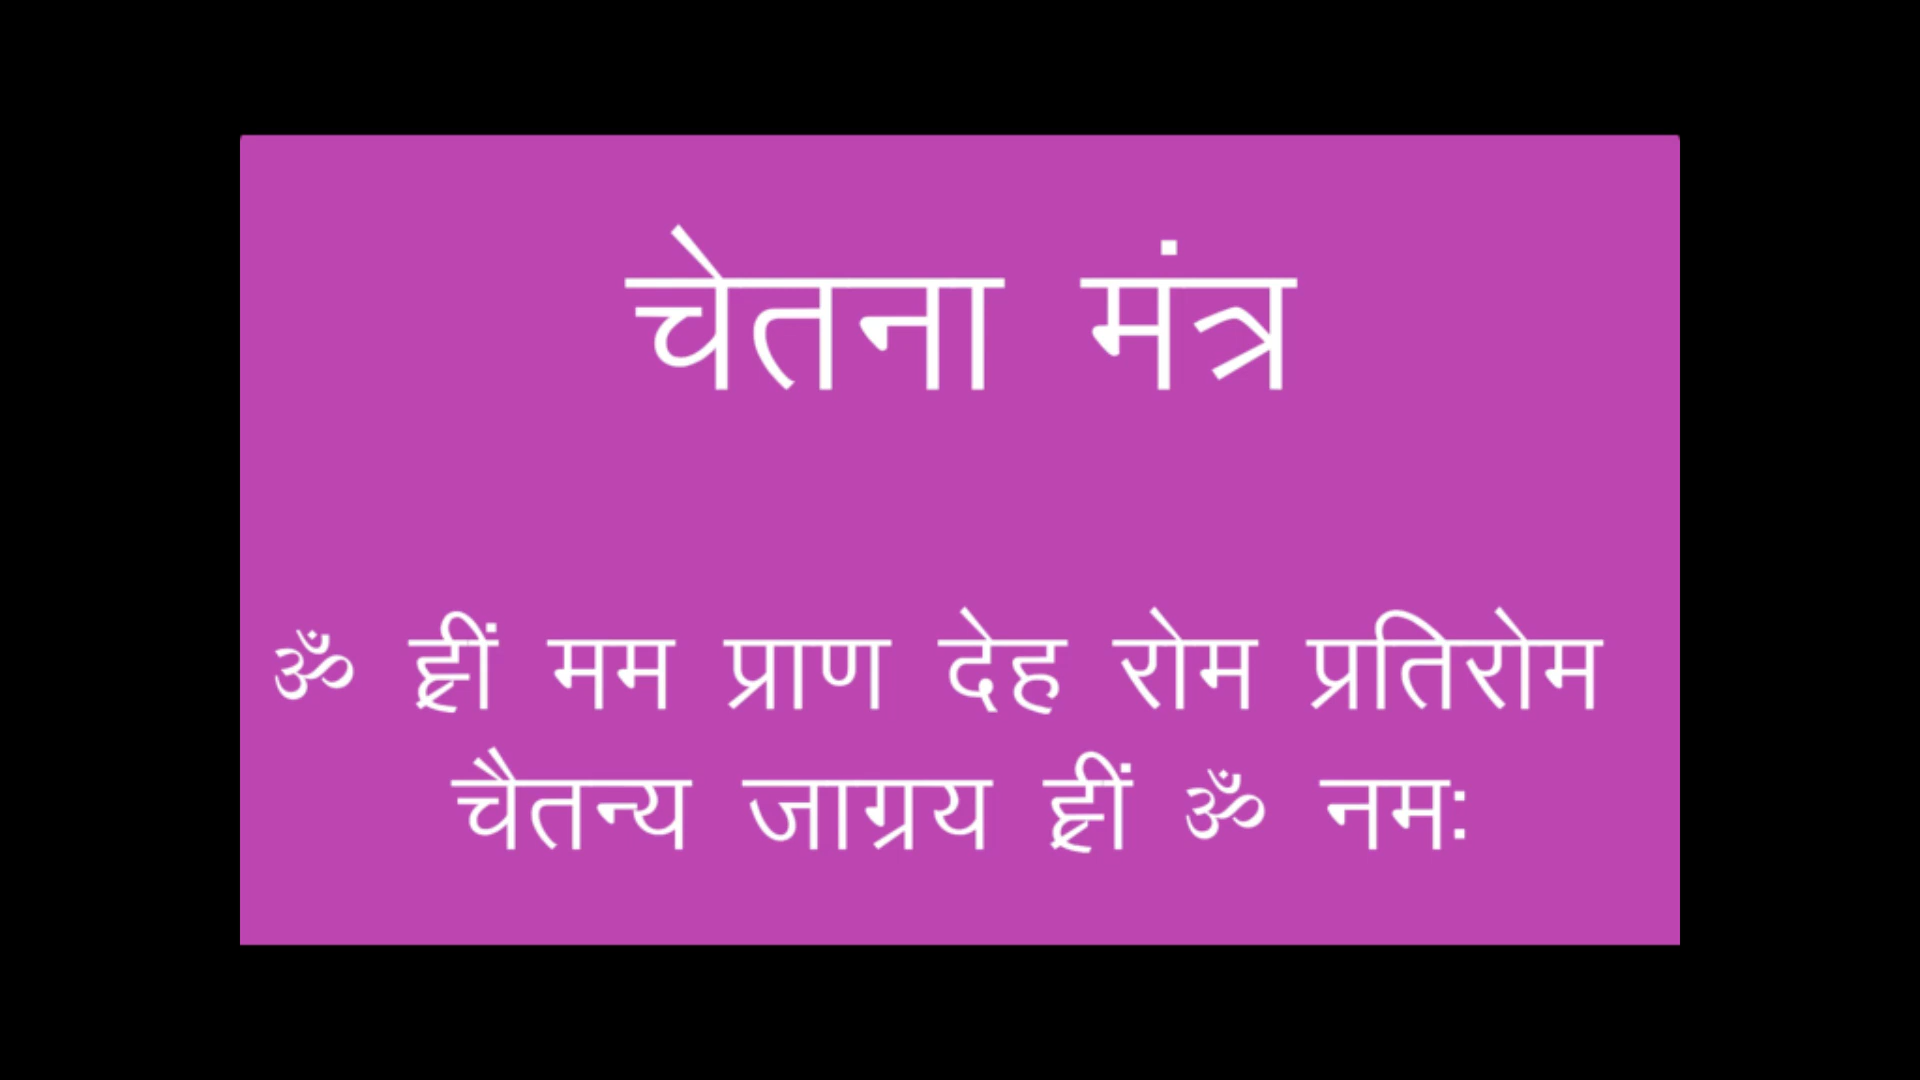 चेतना मंत्र
ॐ ह्रीं मम प्राण देह रोम प्रतिरोम
चैतन्य जाग्रय ह्रीं ॐ नम: